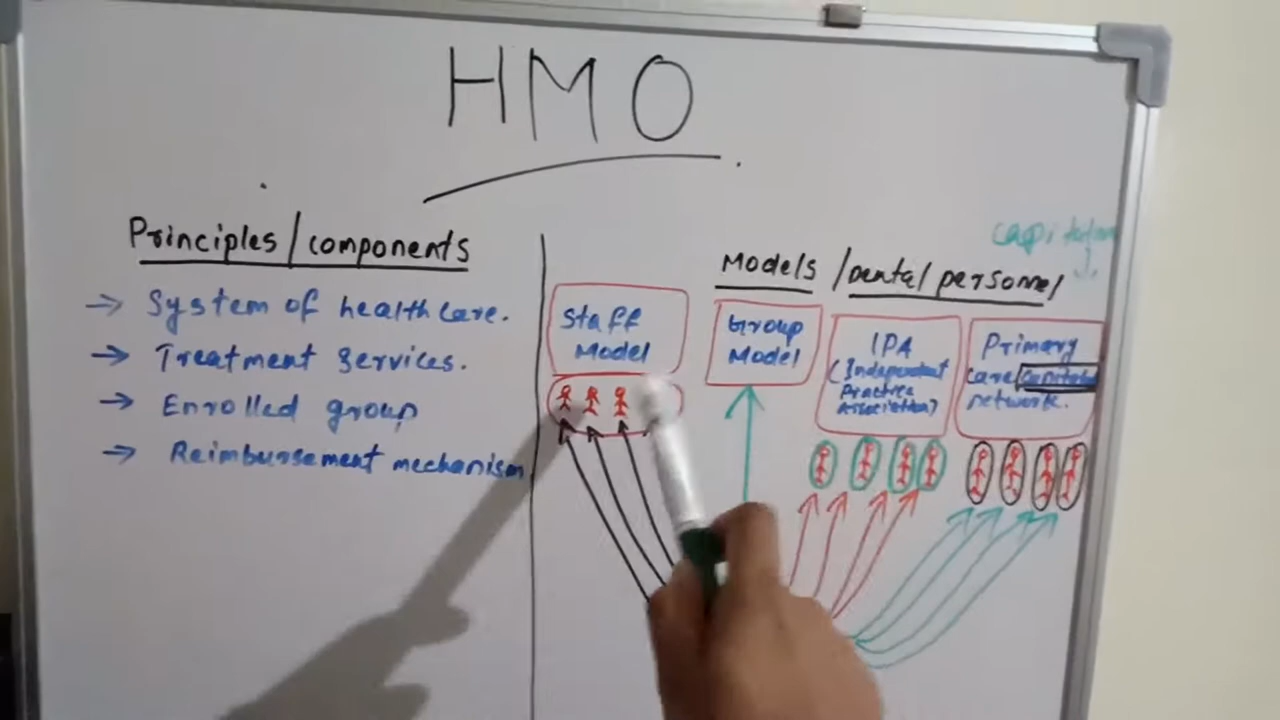 HMO
Principles/components
→ System of health care.
→ Treatment services.
→ Enrolled group
→ Reimbursement mechanism
Models /Dental personnel
Staff
Model
Group
Model
IPA
(Independent
Practice
Association)
Primary
care
network.